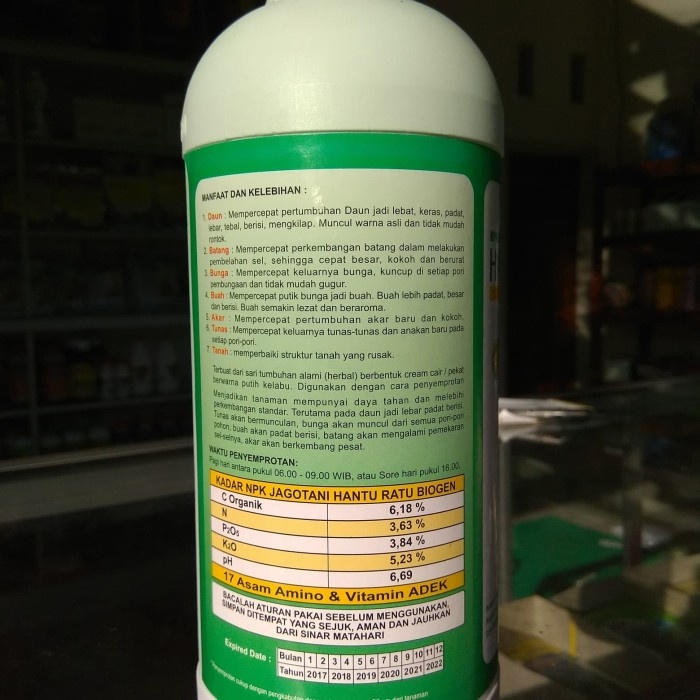 MANFAAT DAN KELEBIHAN :
1. Daun : Mempercepat pertumbuhan Daun jadi lebat, keras, padat,
lebar, tebal, berisi, mengkilap. Muncul warna asli dan tidak mudah
rontok.
2. Batang : Mempercepat perkembangan batang dalam melakukan
pembelahan sel, sehingga cepat besar, kokoh dan berurat
3. Bunga : Mempercepat keluarnya bunga, kuncup di setiap pori
pembungaan dan tidak mudah gugur.
4. Buah : Mempercepat putik bunga jadi buah. Buah lebih padat, besar
dan berisi. Buah semakin lezat dan beraroma.
5. Akar : Mempercepat pertumbuhan akar baru dan kokoh.
6. Tunas : Mempercepat keluarnya tunas-tunas dan anakan baru pada
setiap pori-pori.
7. Tanah : memperbaiki struktur tanah yang rusak.
Terbuat dari sari tumbuhan alami (herbal) berbentuk cream cair / pekat
berwarna putih kelabu. Digunakan dengan cara penyemprotan
Menjadikan tanaman mempunyai daya tahan dan melebihi
perkembangan standar. Terutama pada daun jadi lebar padat berisi.
Tunas akan bermunculan, bunga akan muncul dari semua pori-pori
pohon, buah akan padat berisi, batang akan mengalami pemekaran
sel-selnya, akar akan berkembang pesat.
WAKTU PENYEMPROTAN:
Pagi hari antara pukul 06.00 - 09.00 WIB, atau Sore hari pukul 16.00.
KADAR NPK JAGOTANI HANTU RATU BIOGEN
C Organik 6,18 %
N 3,63 %
P₂O₅ 3,84 %
K₂O 5,23 %
pH 6,69
17 Asam Amino & Vitamin ADEK
BACALAH ATURAN PAKAI SEBELUM MENGGUNAKAN,
SIMPAN DITEMPAT YANG SEJUK, AMAN DAN JAUHKAN
DARI SINAR MATAHARI
Expired Date : Bulan 1 2 3 4 5 6 7 8 9 10 11 12
Tahun 2017 2018 2019 2020 2021 2022